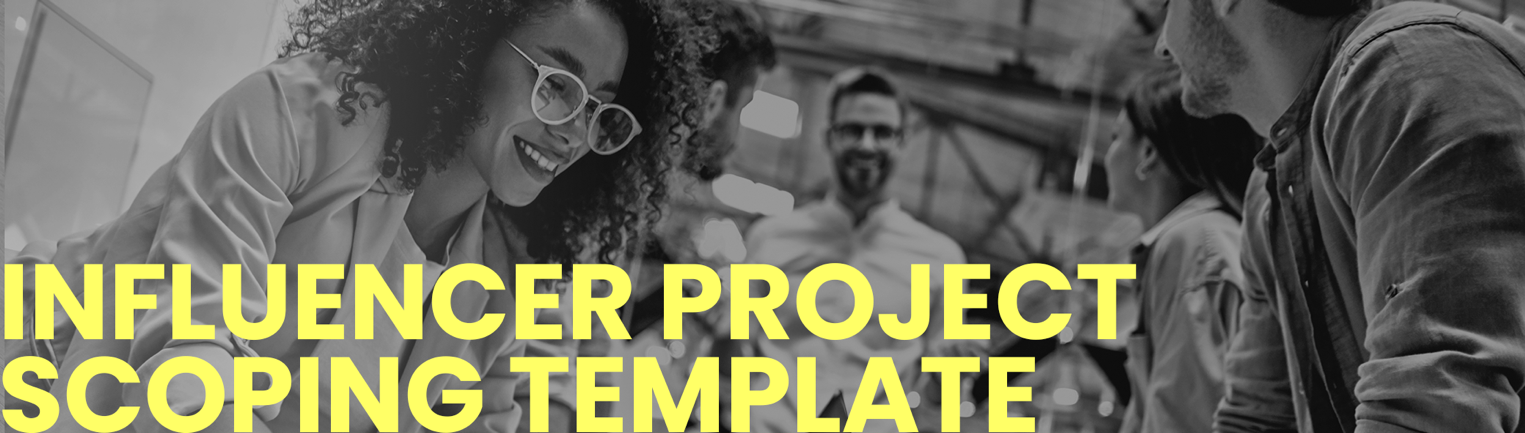 INFLUENCER PROJECT
SCOPING TEMPLATE